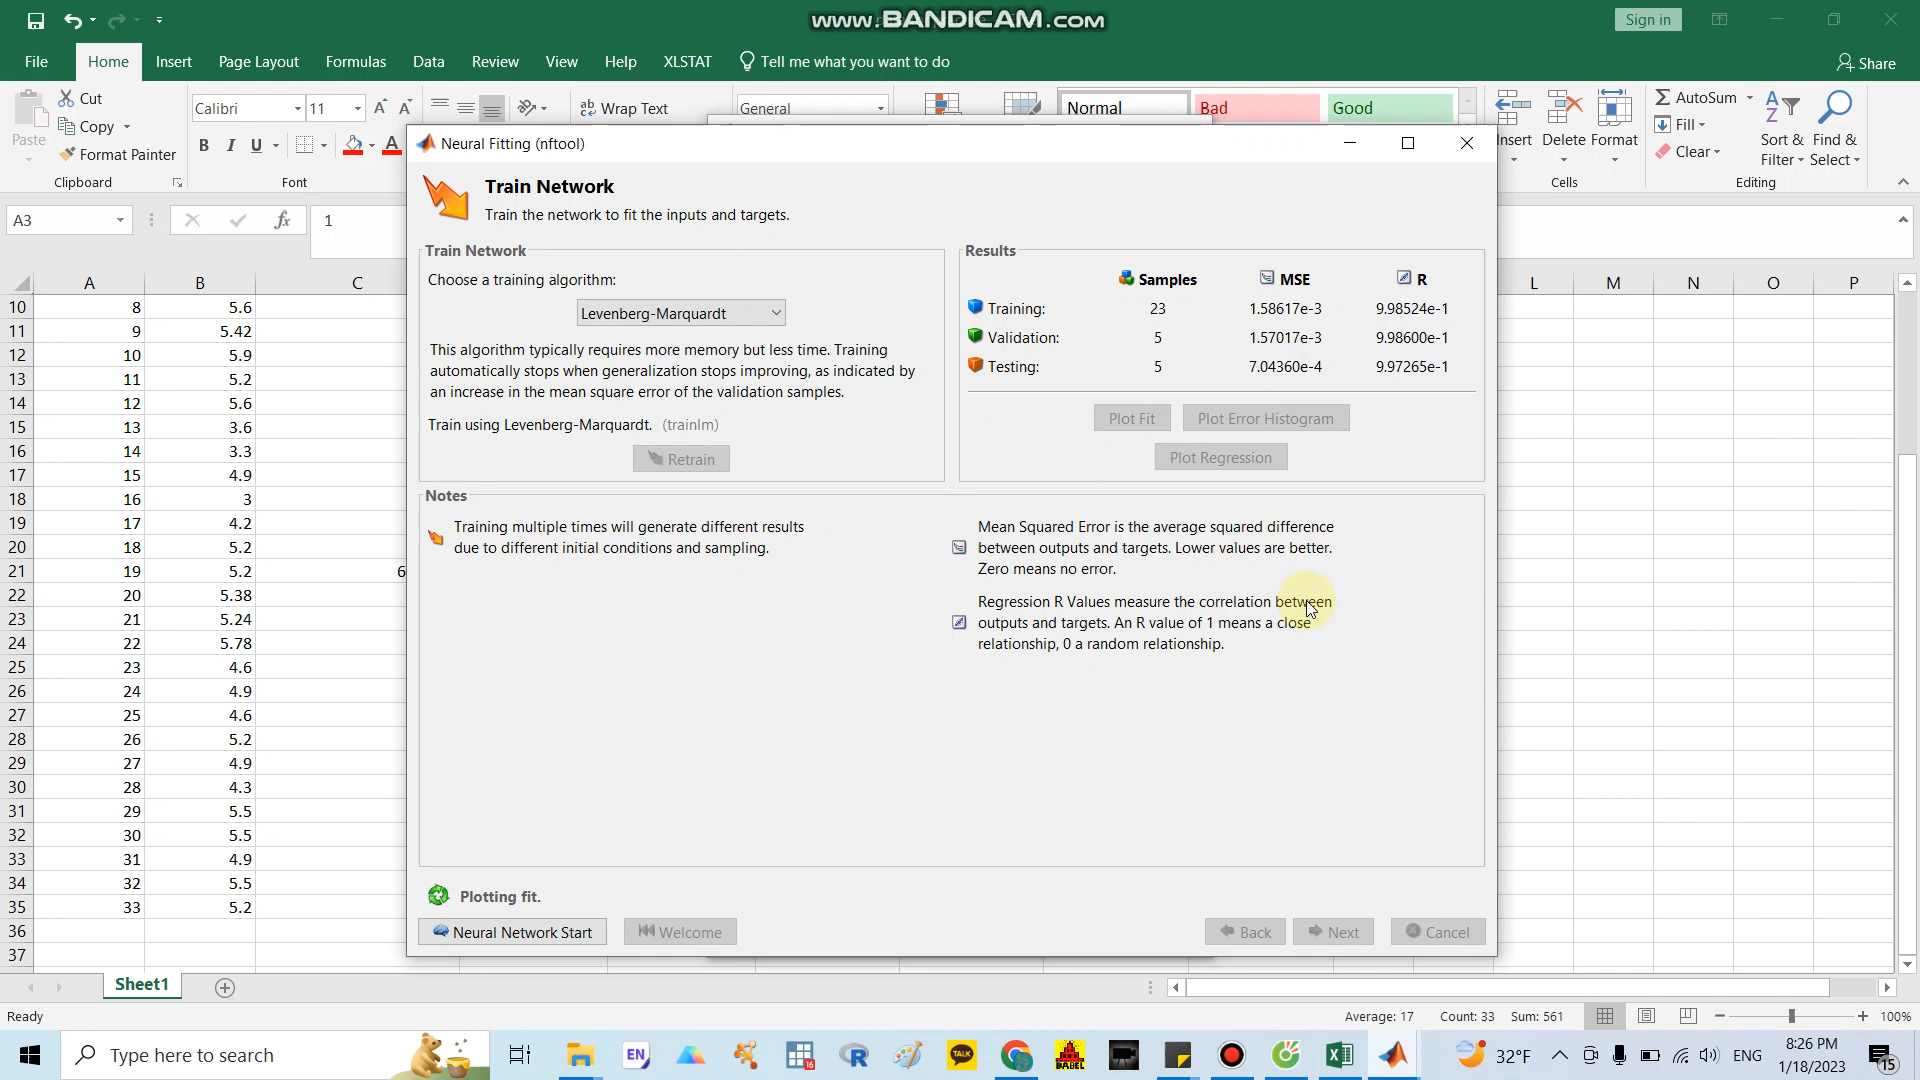 www.BANDICAM.com
Sign in
File Home Insert Page Layout Formulas Data Review View Help XLSTAT Tell me what you want to do Share
Paste
Cut
Copy
Format Painter
Clipboard
Calibri 11
B I U A
Font
Wrap Text
General
Normal Bad Good
Insert Delete Format
Cells
AutoSum
Fill
Clear
Sort & Filter
Find & Select
Editing
A3 fx 1
A B C L M N O P
10 8 5.6
11 9 5.42
12 10 5.9
13 11 5.2
14 12 5.6
15 13 3.6
16 14 3.3
17 15 4.9
18 16 3
19 17 4.2
20 18 5.2
21 19 5.2 6
22 20 5.38
23 21 5.24
24 22 5.78
25 23 4.6
26 24 4.9
27 25 4.6
28 26 5.2
29 27 4.9
30 28 4.3
31 29 5.5
32 30 5.5
33 31 4.9
34 32 5.5
35 33 5.2
36
37
Neural Fitting (nftool)
Train Network
Train the network to fit the inputs and targets.
Train Network
Choose a training algorithm:
Levenberg-Marquardt
This algorithm typically requires more memory but less time. Training
automatically stops when generalization stops improving, as indicated by
an increase in the mean square error of the validation samples.
Train using Levenberg-Marquardt. (trainlm)
Retrain
Results
Samples MSE R
Training: 23 1.58617e-3 9.98524e-1
Validation: 5 1.57017e-3 9.98600e-1
Testing: 5 7.04360e-4 9.97265e-1
Plot Fit Plot Error Histogram
Plot Regression
Notes
Training multiple times will generate different results
due to different initial conditions and sampling.
Mean Squared Error is the average squared difference
between outputs and targets. Lower values are better.
Zero means no error.
Regression R Values measure the correlation between
outputs and targets. An R value of 1 means a close
relationship, 0 a random relationship.
Plotting fit.
Neural Network Start Welcome Back Next Cancel
Sheet1
Ready Average: 17 Count: 33 Sum: 561 100%
Type here to search
EN
16
R
TALK
BABEL
32°F ENG
8:26 PM
1/18/2023
15